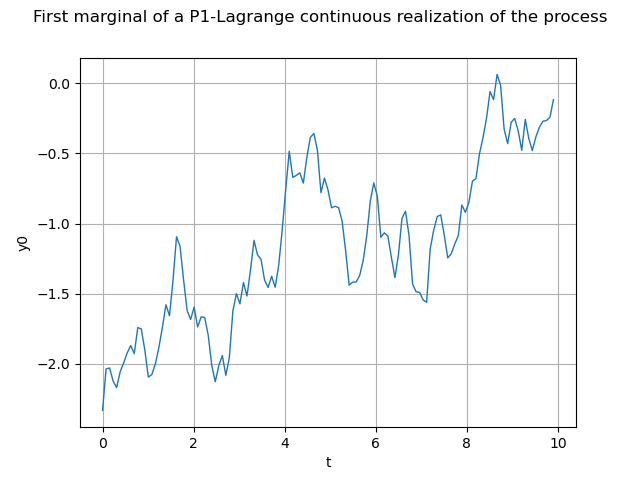 First marginal of a P1-Lagrange continuous realization of the process
0.0
−0.5
−1.0
−1.5
−2.0
y0
0 2 4 6 8 10
t